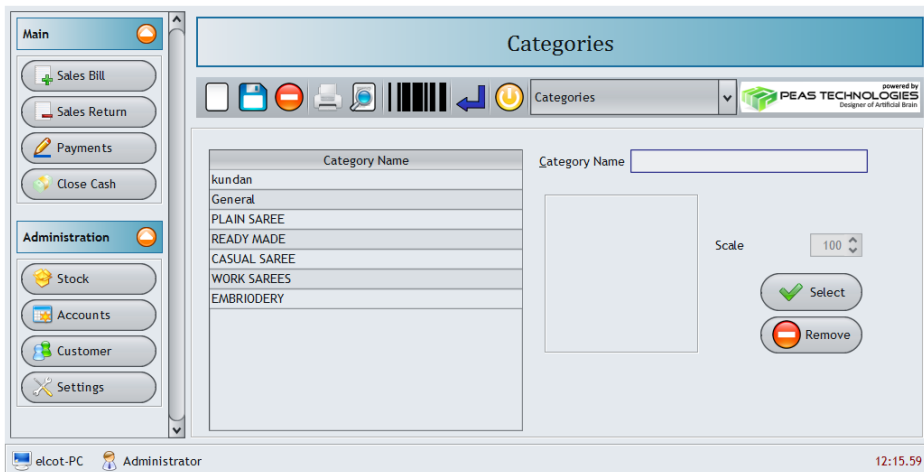 Main
Sales Bill
Sales Return
Payments
Close Cash
Administration
Stock
Accounts
Customer
Settings
Categories
Categories
powered by
PEAS TECHNOLOGIES
Designer of Artificial Brain
Category Name
kundan
General
PLAIN SAREE
READY MADE
CASUAL SAREE
WORK SAREES
EMBRIODERY
Category Name
Scale 100
Select
Remove
elcot-PC Administrator 12:15.59